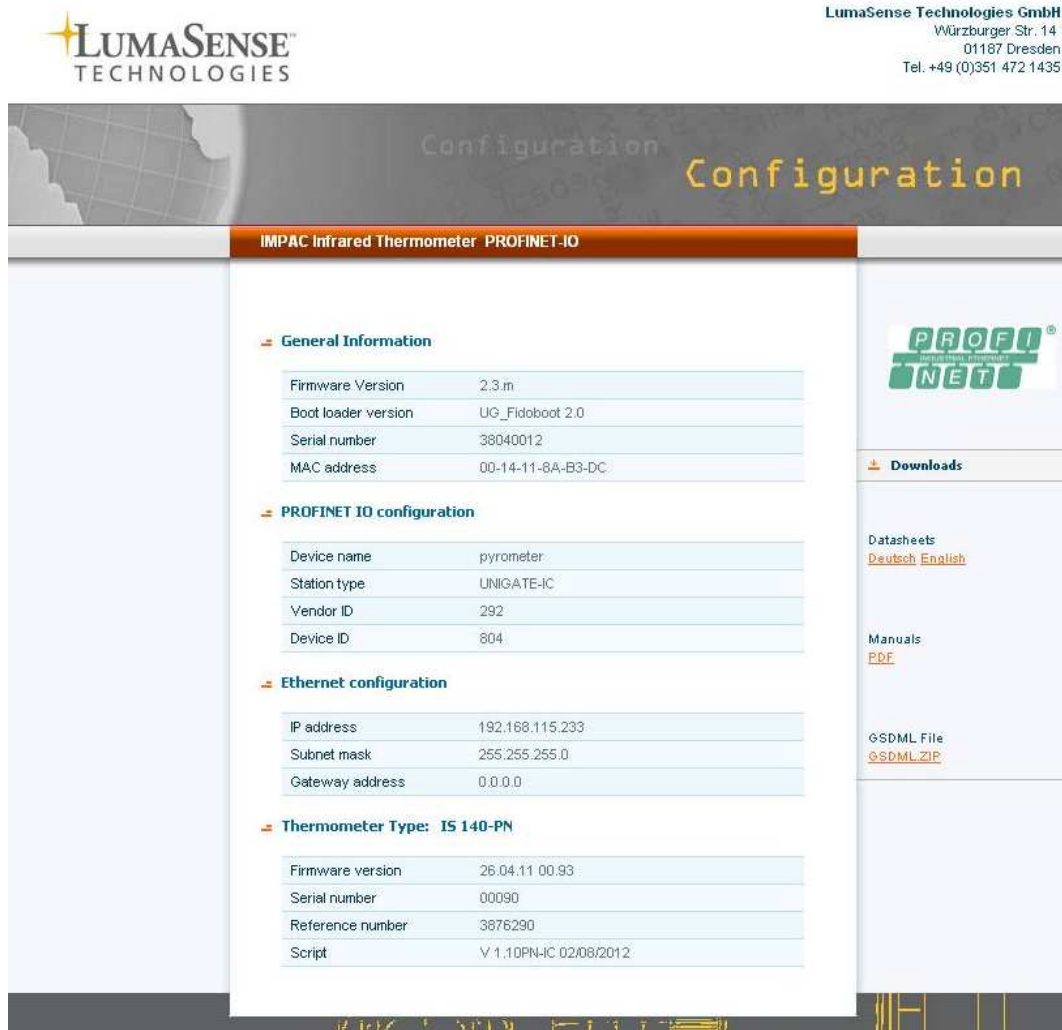 LUMASENSE™
TECHNOLOGIES
LumaSense Technologies GmbH
Würzburger Str. 14
01187 Dresden
Tel. +49 (0)351 472 1435
Configuration
Configuration
IMPAC Infrared Thermometer PROFINET-IO
General Information
Firmware Version 2.3.m
Boot loader version UG_Fidoboot 2.0
Serial number 38040012
MAC address 00-14-11-8A-B3-DC
PROFINET IO configuration
Device name pyrometer
Station type UNIGATE-IC
Vendor ID 292
Device ID 804
Ethernet configuration
IP address 192.168.115.233
Subnet mask 255.255.255.0
Gateway address 0.0.0.0
Thermometer Type: IS 140-PN
Firmware version 26.04.11 00.93
Serial number 00090
Reference number 3876290
Script V 1.10PN-IC 02/08/2012
PROFI®
INDUSTRIAL ETHERNET
NET
Downloads
Datasheets
Deutsch English
Manuals
PDF
GSDML File
GSDML.ZIP